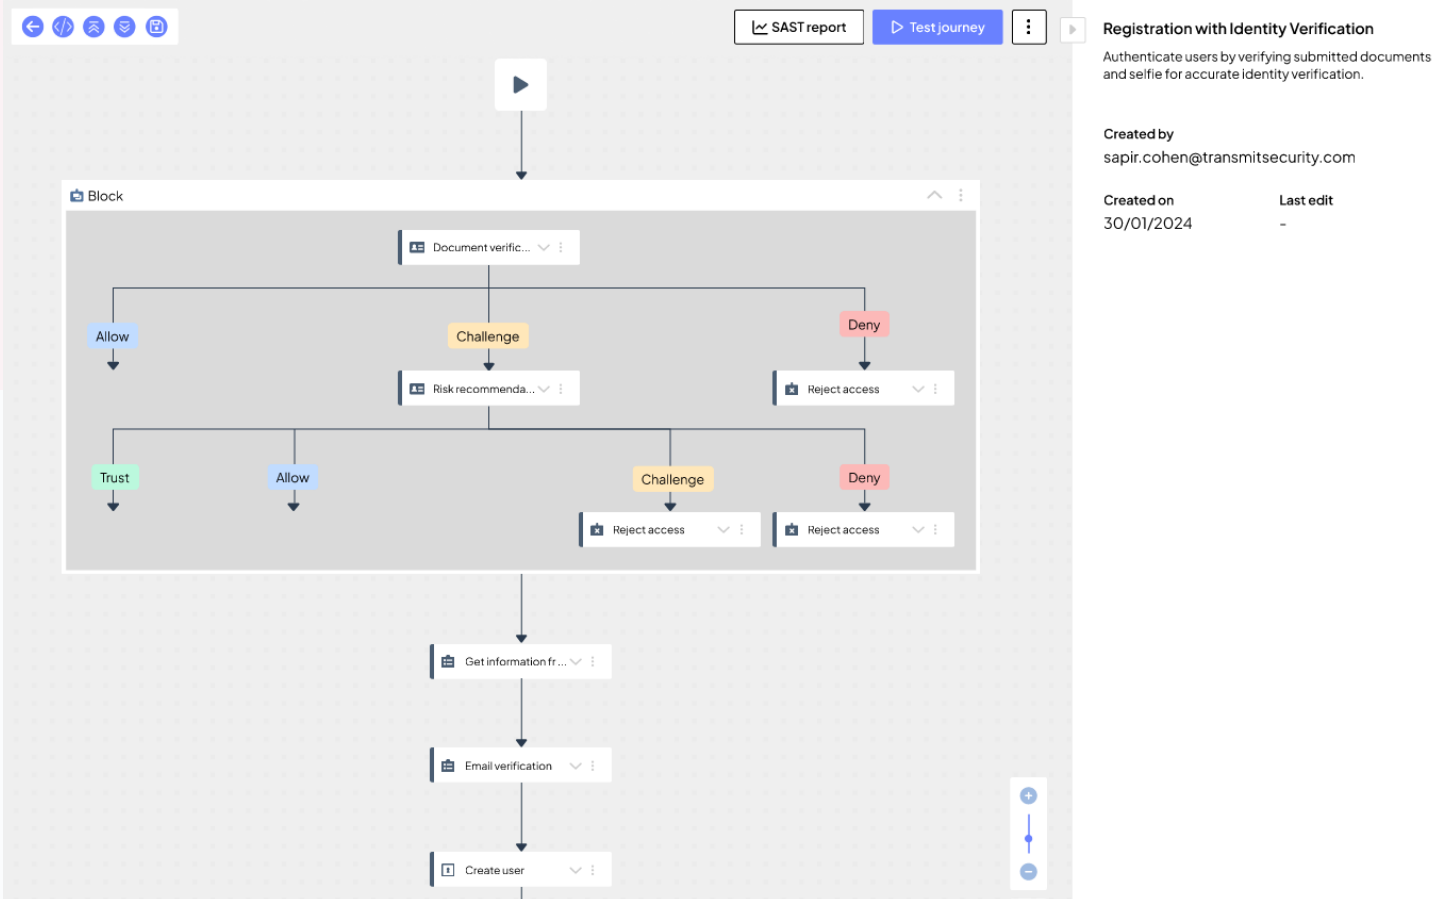 SAST report
Test journey
Registration with Identity Verification
Authenticate users by verifying submitted documents
and selfie for accurate identity verification.
Created by
sapir.cohen@transmitsecurity.com
Created on
Last edit
30/01/2024
-
Block
Document verific...
Allow
Challenge
Deny
Risk recommenda...
Reject access
Trust
Allow
Challenge
Deny
Reject access
Reject access
Get information fr...
Email verification
Create user